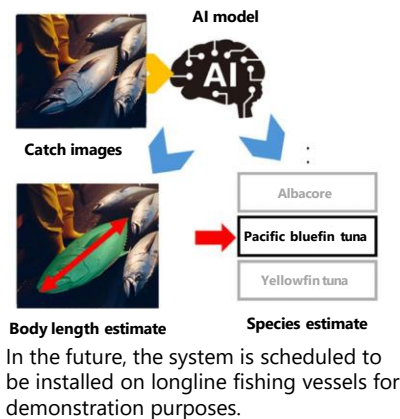 AI model
AI
Catch images
Albacore
Pacific bluefin tuna
Yellowfin tuna
Body length estimate
Species estimate
In the future, the system is scheduled to
be installed on longline fishing vessels for
demonstration purposes.